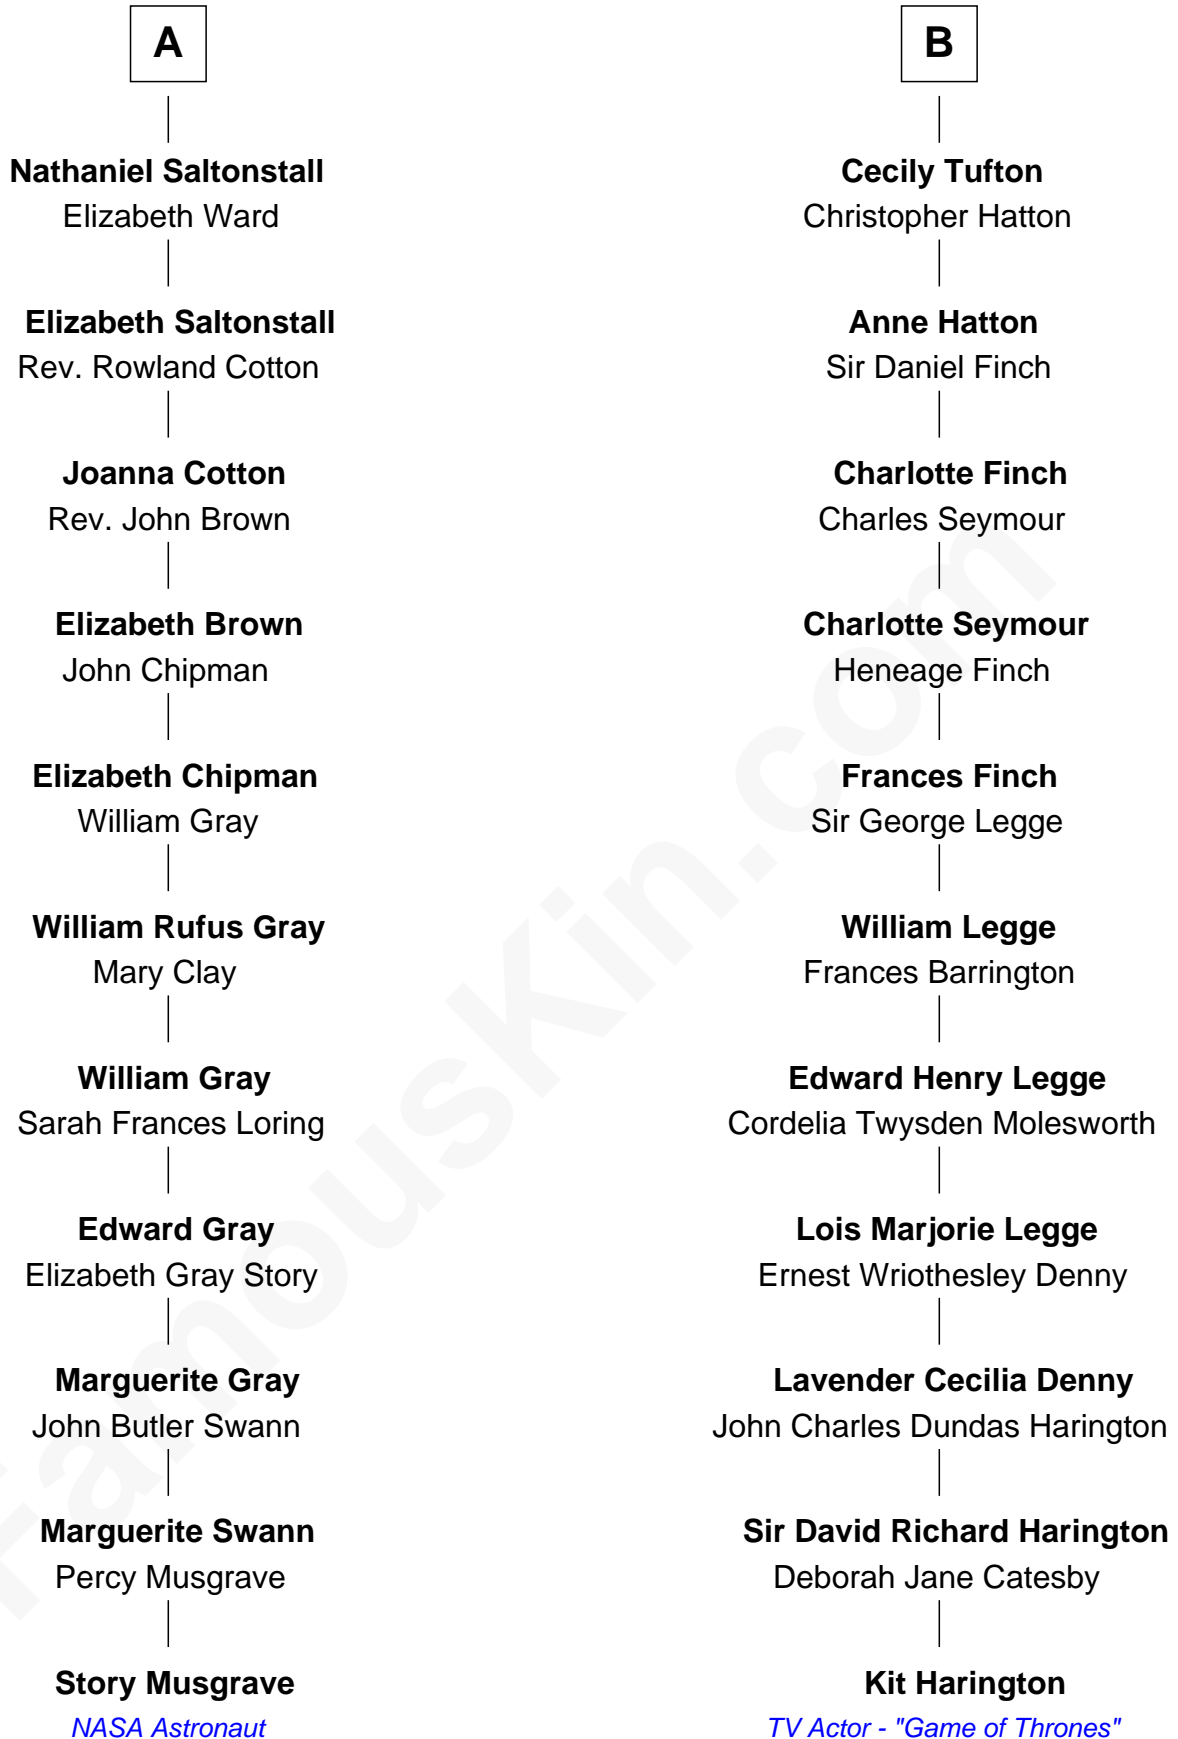 A
Nathaniel Saltonstall
Elizabeth Ward
Elizabeth Saltonstall
Rev. Rowland Cotton
Joanna Cotton
Rev. John Brown
Elizabeth Brown
John Chipman
Elizabeth Chipman
William Gray
William Rufus Gray
Mary Clay
William Gray
Sarah Frances Loring
Edward Gray
Elizabeth Gray Story
Marguerite Gray
John Butler Swann
Marguerite Swann
Percy Musgrave
Story Musgrave
NASA Astronaut
B
Cecily Tufton
Christopher Hatton
Anne Hatton
Sir Daniel Finch
Charlotte Finch
Charles Seymour
Charlotte Seymour
Heneage Finch
Frances Finch
Sir George Legge
William Legge
Frances Barrington
Edward Henry Legge
Cordelia Twysden Molesworth
Lois Marjorie Legge
Ernest Wriothesley Denny
Lavender Cecilia Denny
John Charles Dundas Harington
Sir David Richard Harington
Deborah Jane Catesby
Kit Harington
TV Actor - "Game of Thrones"
FamousKin.com